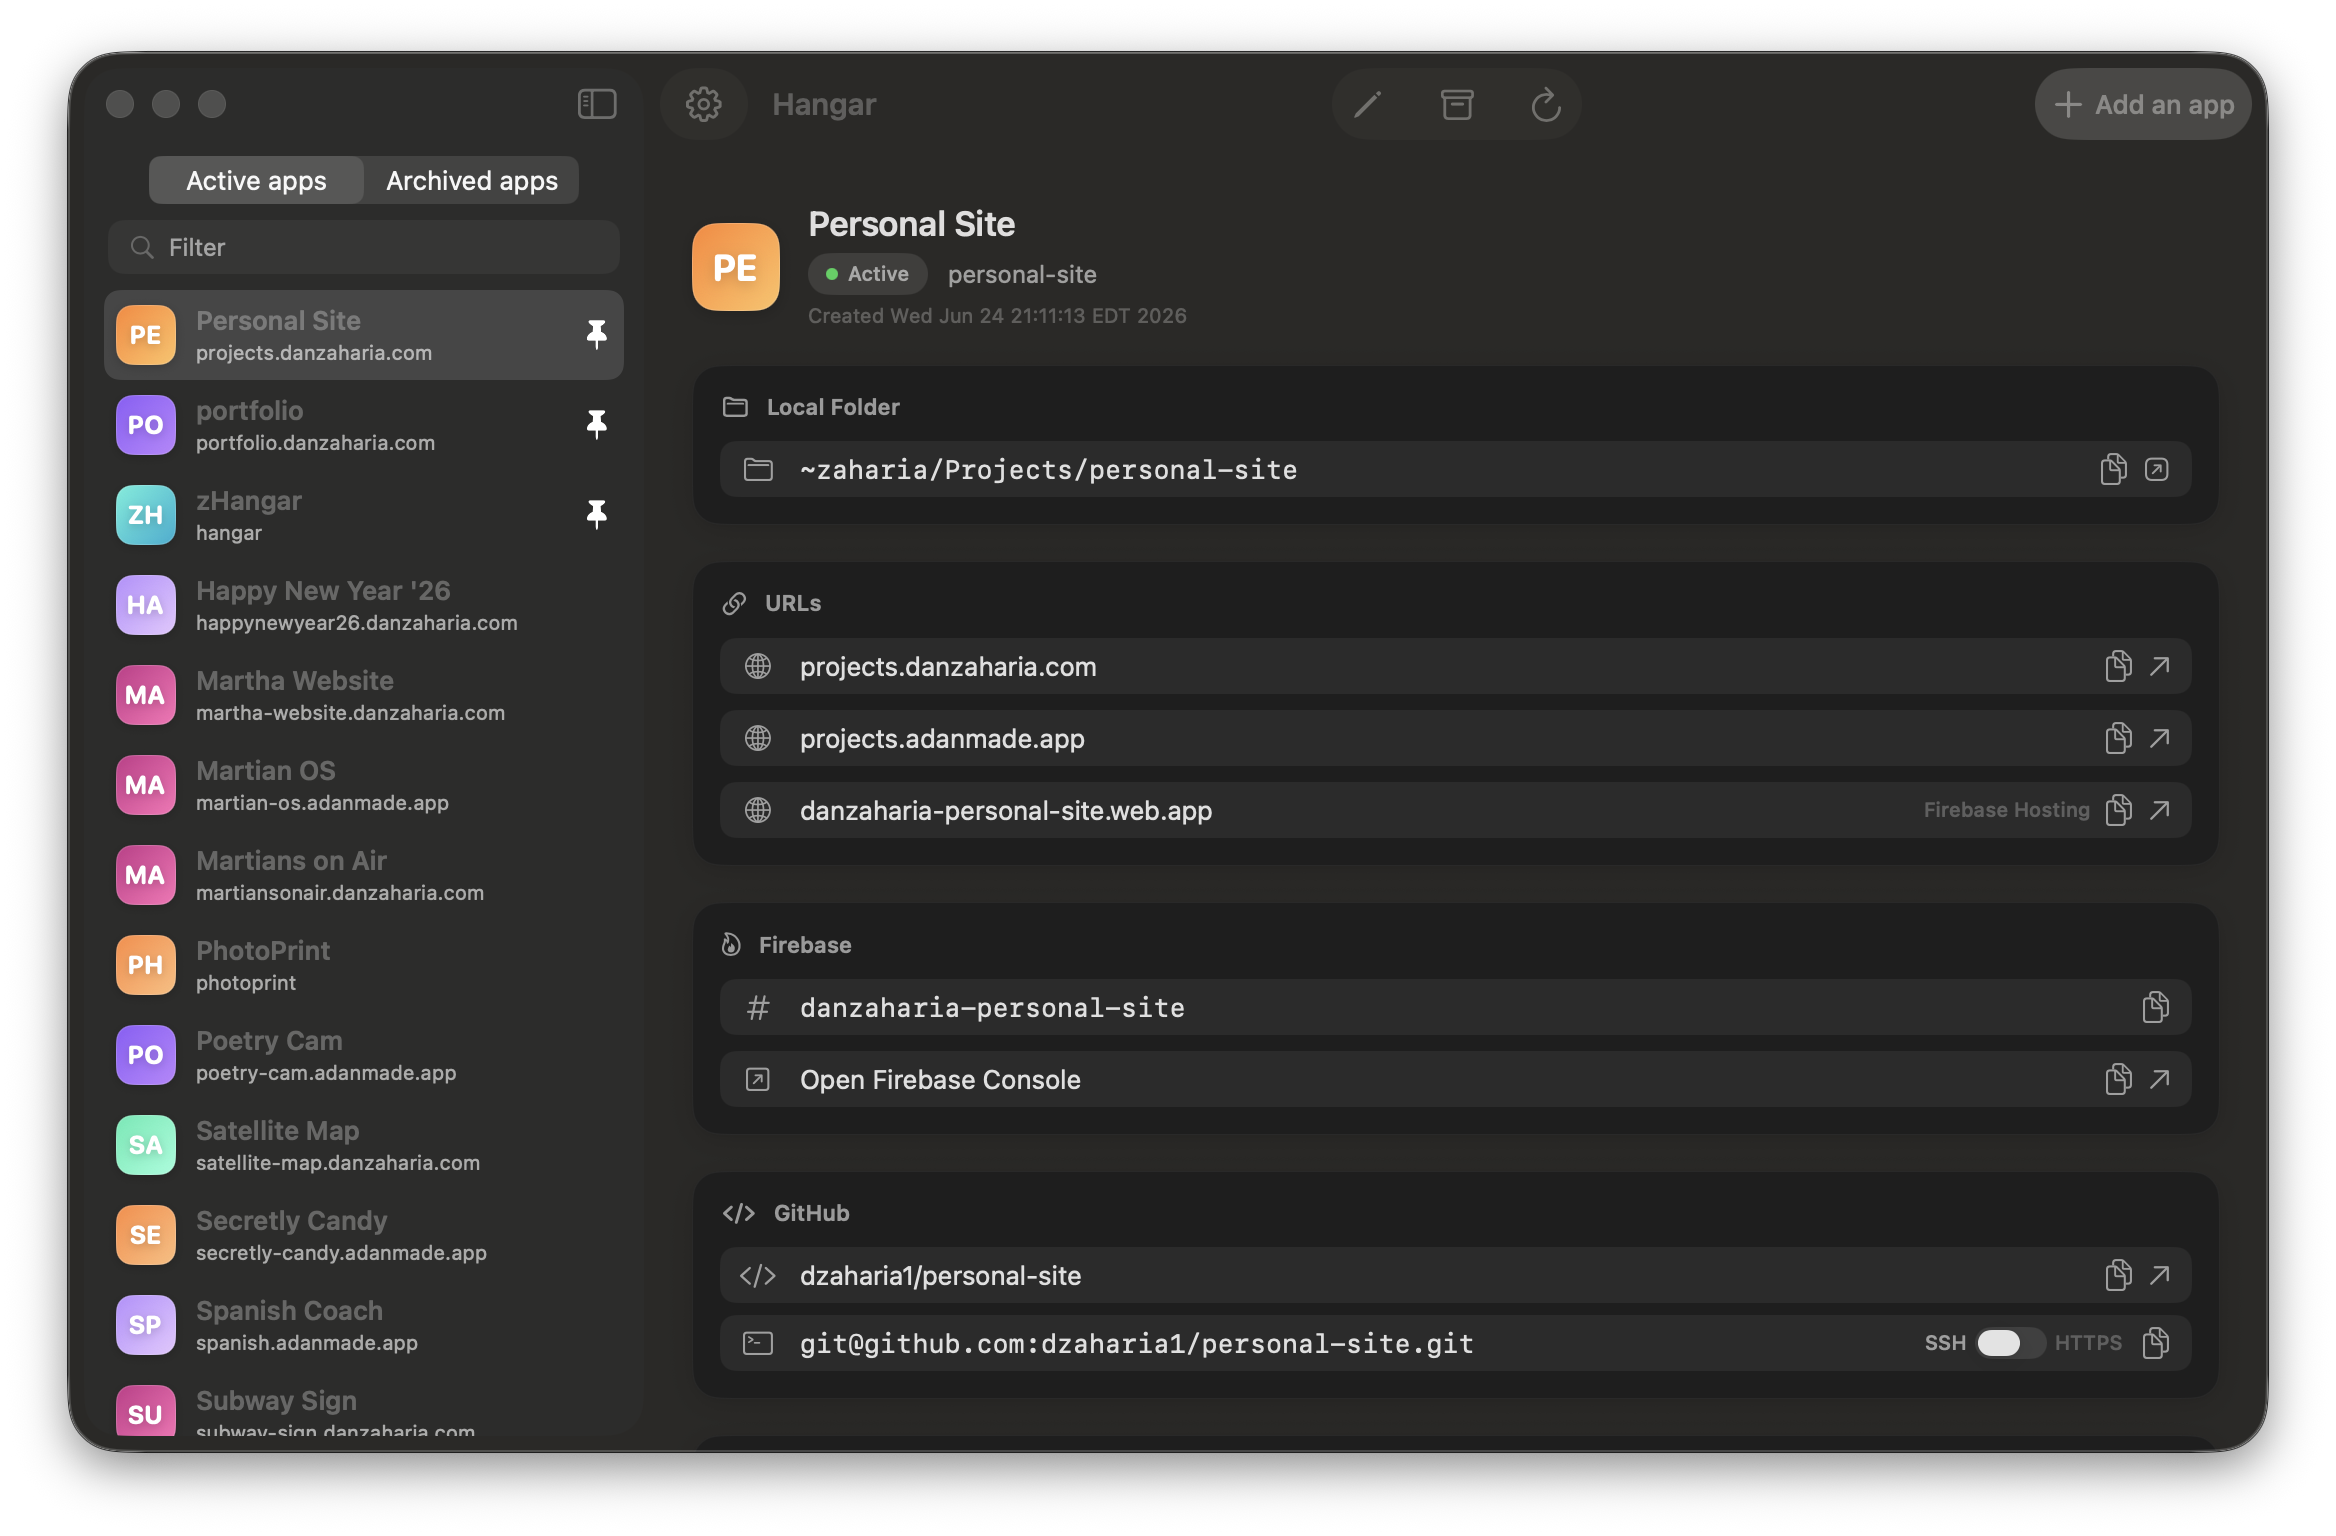 Hangar
Add an app
Active apps
Archived apps
Filter
PE
Personal Site
projects.danzaharia.com
PO
portfolio
portfolio.danzaharia.com
ZH
zHangar
hangar
HA
Happy New Year '26
happynewyear26.danzaharia.com
MA
Martha Website
martha-website.danzaharia.com
MA
Martian OS
martian-os.adanmade.app
MA
Martians on Air
martiansonair.danzaharia.com
PH
PhotoPrint
photoprint
PO
Poetry Cam
poetry-cam.adanmade.app
SA
Satellite Map
satellite-map.danzaharia.com
SE
Secretly Candy
secretly-candy.adanmade.app
SP
Spanish Coach
spanish.adanmade.app
SU
Subway Sign
subway-sign.danzaharia.com
PE
Personal Site
Active
personal-site
Created Wed Jun 24 21:11:13 EDT 2026
Local Folder
~zaharia/Projects/personal-site
URLs
projects.danzaharia.com
projects.adanmade.app
danzaharia-personal-site.web.app
Firebase Hosting
Firebase
# danzaharia-personal-site
Open Firebase Console
</> GitHub
</> dzaharia1/personal-site
git@github.com:dzaharia1/personal-site.git
SSH
HTTPS